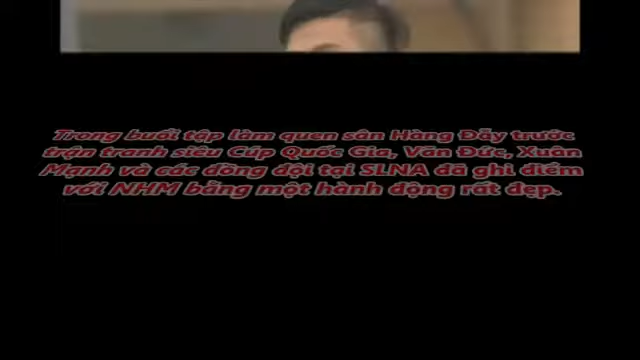 Trong buổi tập làm quen sân Hàng Đẫy trước
trận tranh siêu Cúp Quốc Gia, Văn Đức, Xuân
Mạnh và các đồng đội tại SLNA đã ghi điểm
với NHM bằng một hành động rất đẹp.